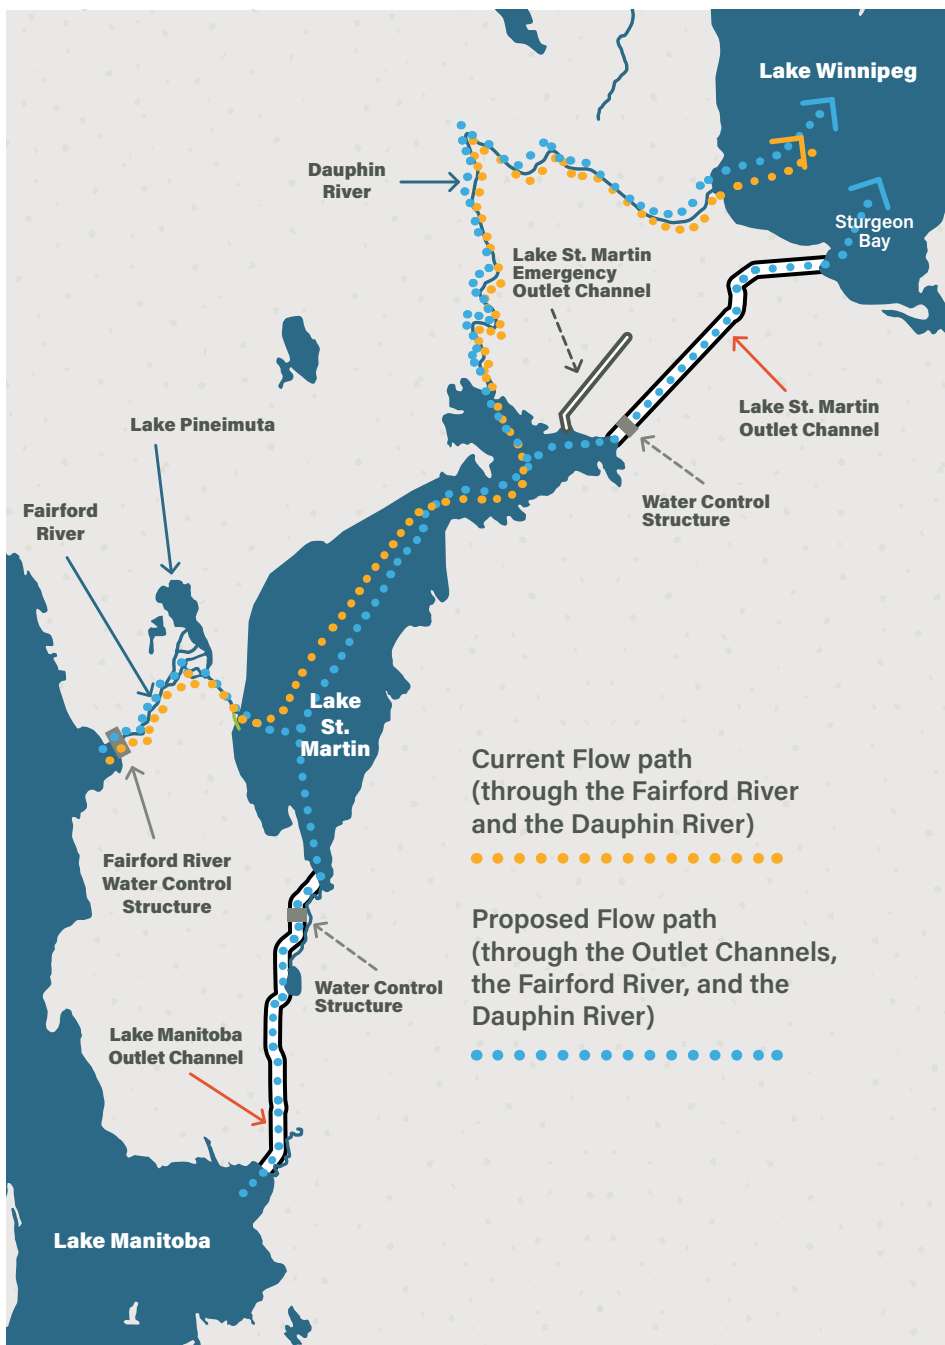 Lake Winnipeg
Dauphin
River
Sturgeon
Bay
Lake St. Martin
Emergency
Outlet Channel
Lake St. Martin
Outlet Channel
Lake Pineimuta
Water Control
Structure
Fairford
River
Lake
St.
Martin
Current Flow path
(through the Fairford River
and the Dauphin River)
Fairford River
Water Control
Structure
Proposed Flow path
(through the Outlet Channels,
the Fairford River, and the
Dauphin River)
Water Control
Structure
Lake Manitoba
Outlet Channel
Lake Manitoba